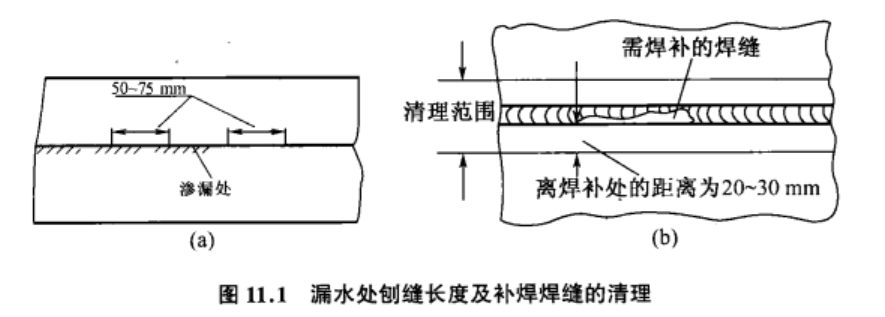 50~75 mm
渗漏处
(a)
需焊补的焊缝
清理范围
离焊补处的距离为20~30 mm
(b)
图 11.1 漏水处刨缝长度及补焊焊缝的清理